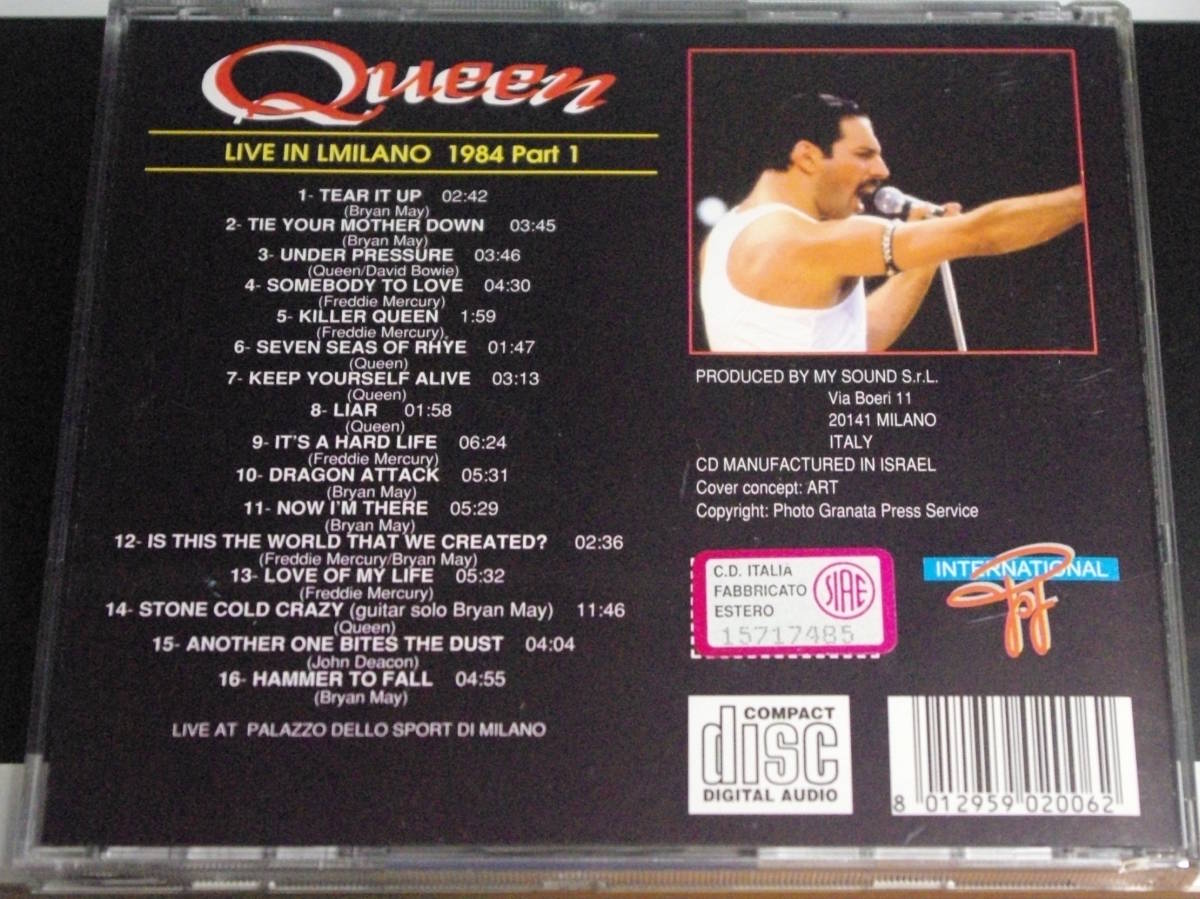 Queen
LIVE IN LMILANO 1984 Part 1
1- TEAR IT UP 02:42
(Bryan May)
2- TIE YOUR MOTHER DOWN 03:45
(Bryan May)
3- UNDER PRESSURE 03:46
(Queen/David Bowie)
4- SOMEBODY TO LOVE 04:30
(Freddie Mercury)
5- KILLER QUEEN 1:59
(Freddie Mercury)
6- SEVEN SEAS OF RHYE 01:47
(Queen)
7- KEEP YOURSELF ALIVE 03:13
(Queen)
8- LIAR 01:58
(Queen)
9- IT'S A HARD LIFE 06:24
(Freddie Mercury)
10- DRAGON ATTACK 05:31
(Bryan May)
11- NOW I'M THERE 05:29
(Bryan May)
12- IS THIS THE WORLD THAT WE CREATED? 02:36
(Freddie Mercury/Bryan May)
13- LOVE OF MY LIFE 05:32
(Freddie Mercury)
14- STONE COLD CRAZY (guitar solo Bryan May) 11:46
(Queen)
15- ANOTHER ONE BITES THE DUST 04:04
(John Deacon)
16- HAMMER TO FALL 04:55
(Bryan May)
LIVE AT PALAZZO DELLO SPORT DI MILANO
PRODUCED BY MY SOUND S.r.L.
Via Boeri 11
20141 MILANO
ITALY
CD MANUFACTURED IN ISRAEL
Cover concept: ART
Copyright: Photo Granata Press Service
C.D. ITALIA
FABBRICATO
ESTERO
SIAE
15717485
INTERNATIONAL
COMPACT
disc
DIGITAL AUDIO
8 012959 020062